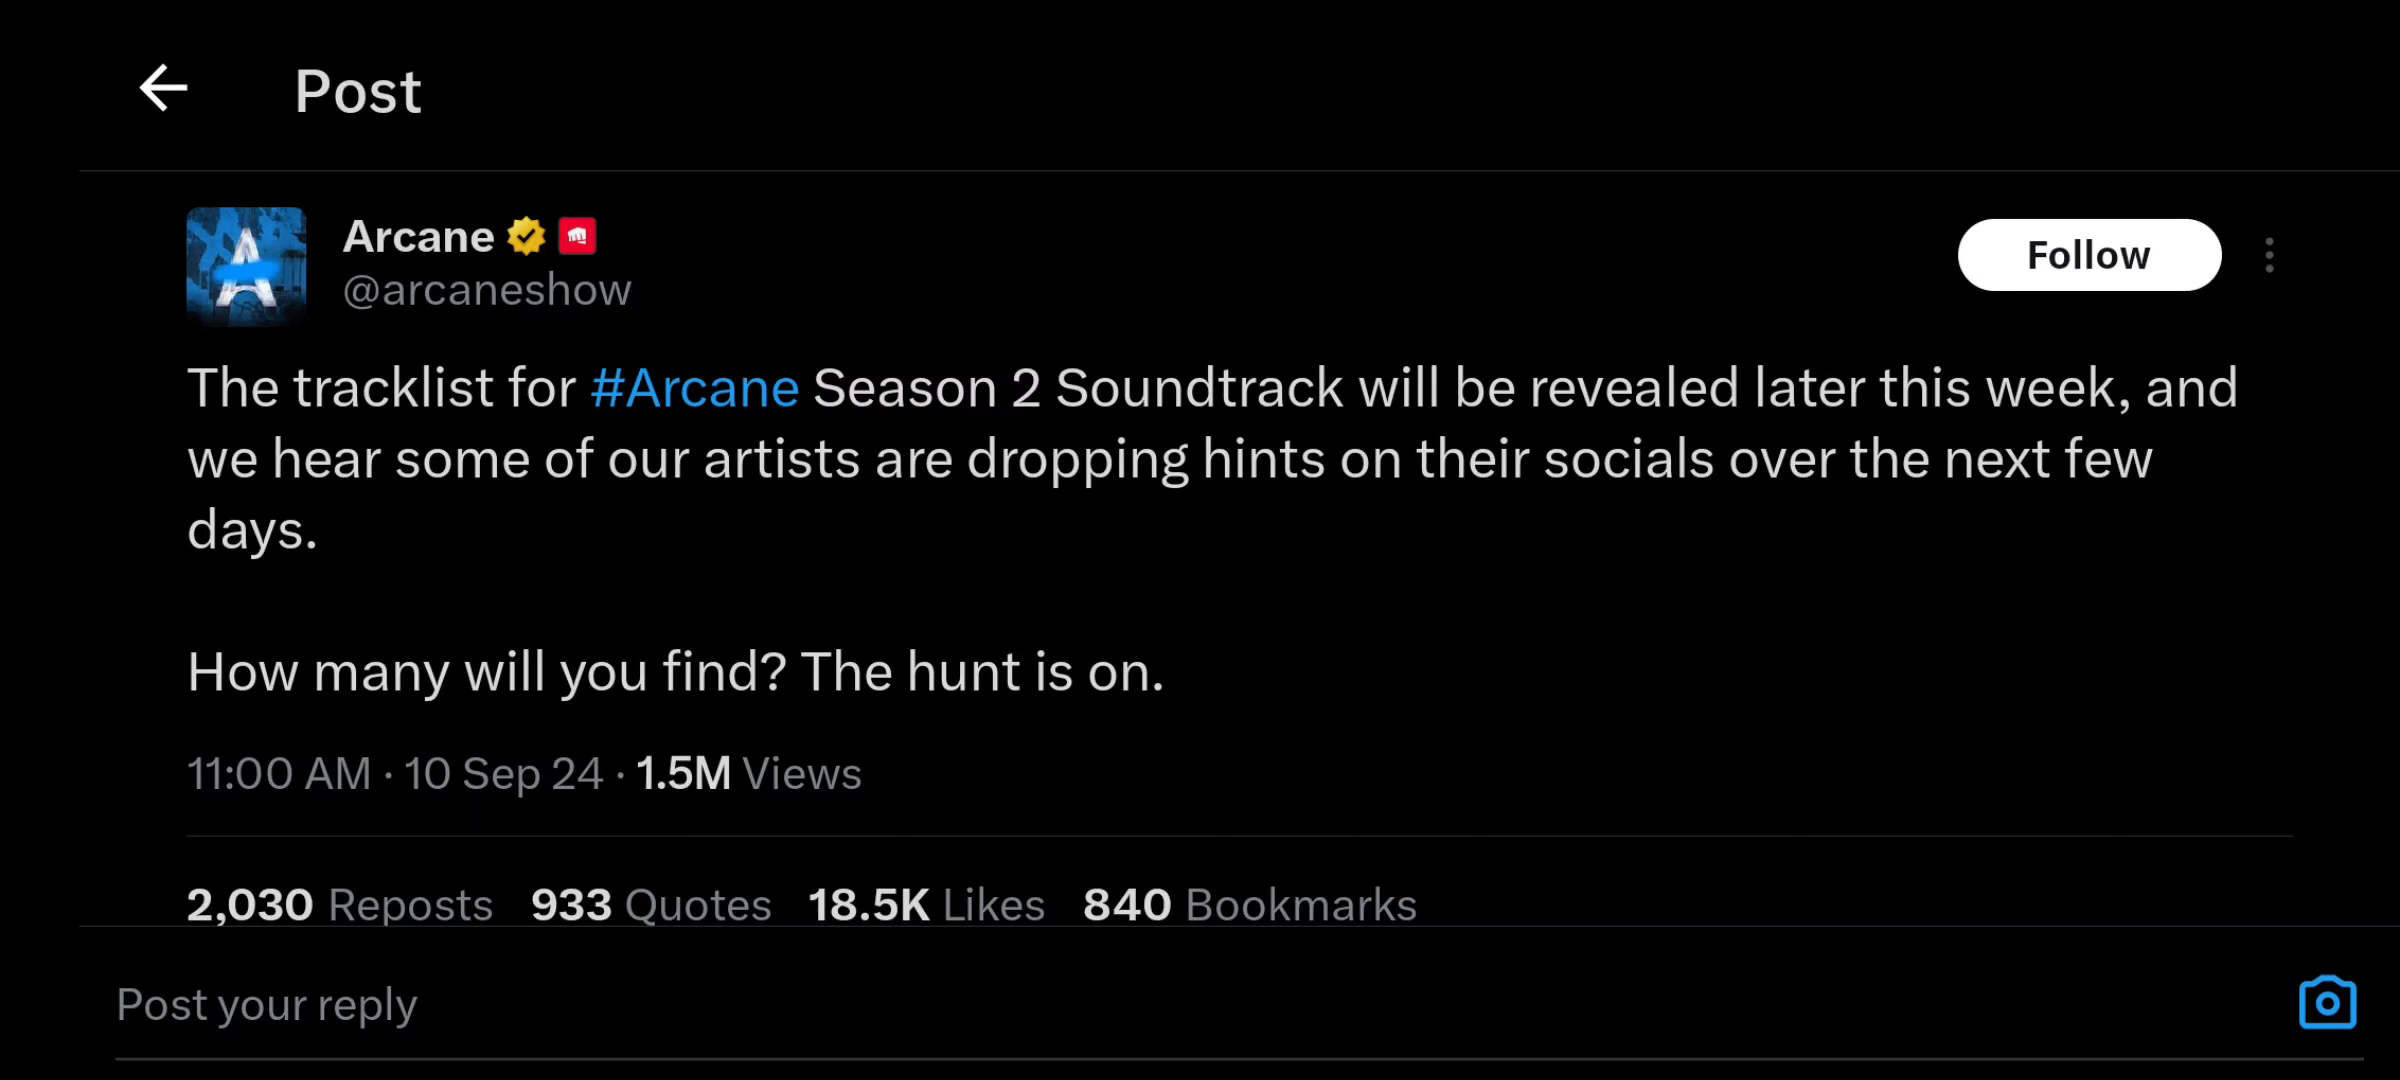 Post
Arcane
@arcaneshow
Follow
The tracklist for #Arcane Season 2 Soundtrack will be revealed later this week, and
we hear some of our artists are dropping hints on their socials over the next few
days.
How many will you find? The hunt is on.
11:00 AM · 10 Sep 24 · 1.5M Views
2,030 Reposts 933 Quotes 18.5K Likes 840 Bookmarks
Post your reply